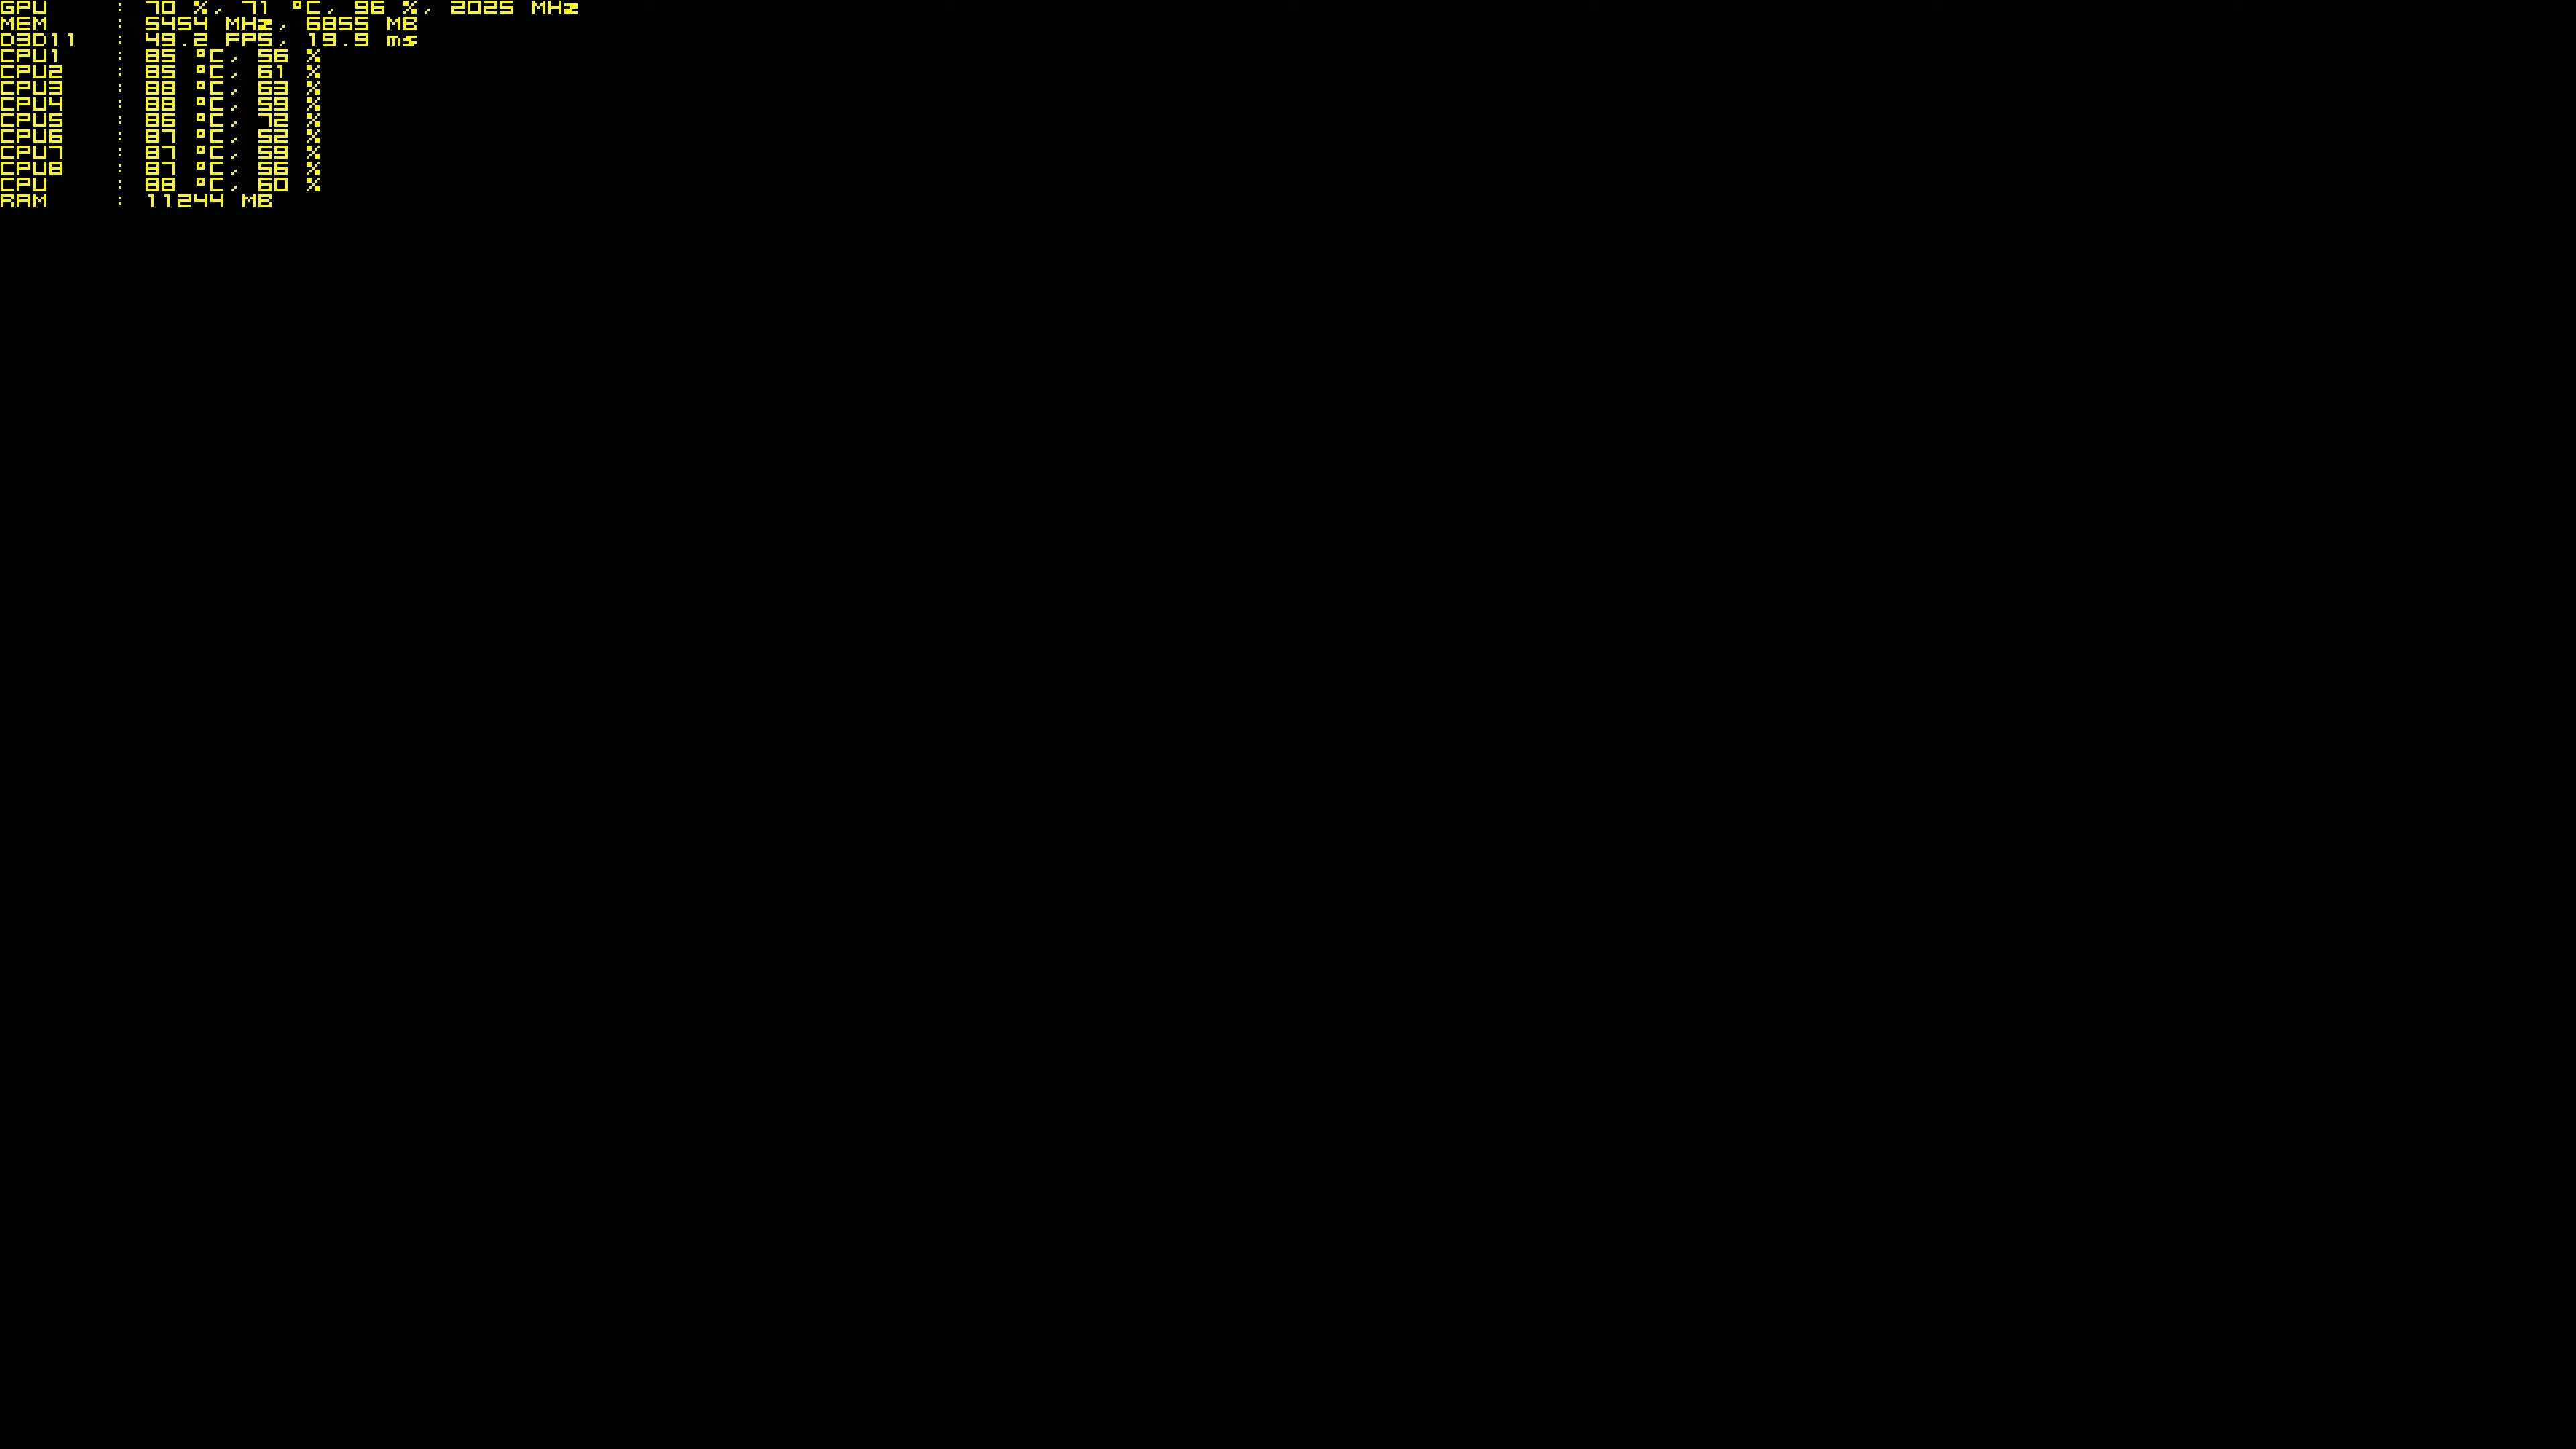 GPU : 70 %, 71 °C, 96 %, 2025 MHz
MEM : 5454 MHz, 6855 MB
D3D11 : 49.2 FPS, 19.9 ms
CPU1 : 85 °C, 56 %
CPU2 : 85 °C, 61 %
CPU3 : 88 °C, 63 %
CPU4 : 88 °C, 59 %
CPU5 : 86 °C, 72 %
CPU6 : 87 °C, 52 %
CPU7 : 87 °C, 59 %
CPU8 : 87 °C, 56 %
CPU : 88 °C, 60 %
RAM : 11244 MB